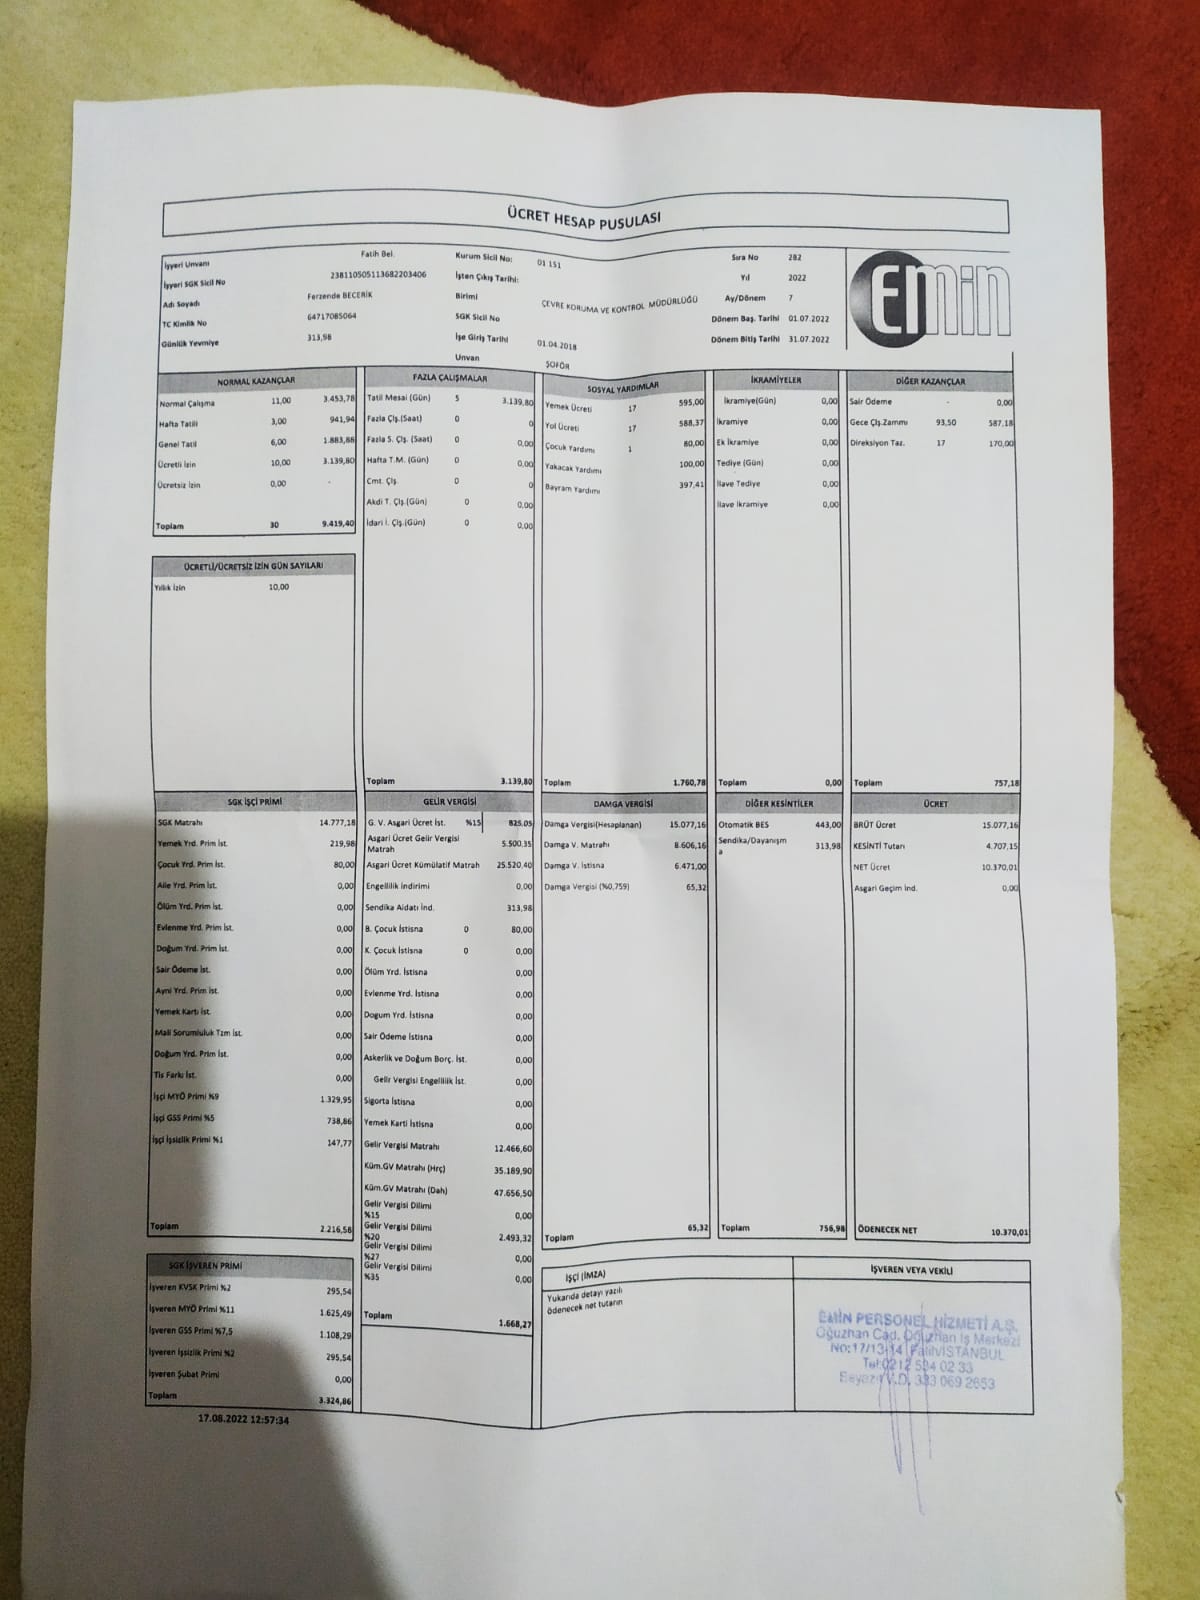 ÜCRET HESAP PUSULASI
İşyeri Unvanı Fatih Bel.
İşyeri SGK Sicil No 238110505113682203406
Adı Soyadı Ferzende BECERİK
TC Kimlik No 64717085064
Günlük Yevmiye 313,98
Kurum Sicil No: 01 151
İşten Çıkış Tarihi:
Birimi ÇEVRE KORUMA VE KONTROL MÜDÜRLÜĞÜ
SGK Sicil No
İşe Giriş Tarihi 01.04.2018
Unvan ŞOFÖR
Sıra No 282
Yıl 2022
Ay/Dönem 7
Dönem Baş. Tarihi 01.07.2022
Dönem Bitiş Tarihi 31.07.2022
Emin
NORMAL KAZANÇLAR
Normal Çalışma 11,00 3.453,78
Hafta Tatili 3,00 941,94
Genel Tatil 6,00 1.883,88
Ücretli İzin 10,00 3.139,80
Ücretsiz İzin 0,00 -
Toplam 30 9.419,40
ÜCRETLİ/ÜCRETSİZ İZİN GÜN SAYILARI
Yıllık İzin 10,00
FAZLA ÇALIŞMALAR
Tatil Mesai (Gün) 5 3.139,80
Fazla Çlş.(Saat) 0 0
Fazla S. Çlş. (Saat) 0 0,00
Hafta T.M. (Gün) 0 0,00
Cmt. Çlş. 0 0
Akdi T. Çlş.(Gün) 0 0,00
İdari İ. Çlş.(Gün) 0 0,00
Toplam 3.139,80
SOSYAL YARDIMLAR
Yemek Ücreti 17 595,00
Yol Ücreti 17 588,37
Çocuk Yardımı 1 80,00
Yakacak Yardımı 100,00
Bayram Yardımı 397,41
Toplam 1.760,78
İKRAMİYELER
İkramiye(Gün) 0,00
İkramiye 0,00
Ek İkramiye 0,00
Tediye (Gün) 0,00
İlave Tediye 0,00
İlave İkramiye 0,00
Toplam 0,00
DİĞER KAZANÇLAR
Sair Ödeme - 0,00
Gece Çlş.Zammı 93,50 587,18
Direksiyon Taz. 17 170,00
Toplam 757,18
SGK İŞÇİ PRİMİ
SGK Matrahı 14.777,18
Yemek Yrd. Prim İst. 219,98
Çocuk Yrd. Prim İst. 80,00
Aile Yrd. Prim İst. 0,00
Ölüm Yrd. Prim İst. 0,00
Evlenme Yrd. Prim İst. 0,00
Doğum Yrd. Prim İst. 0,00
Sair Ödeme İst. 0,00
Ayni Yrd. Prim İst. 0,00
Yemek Kartı İst. 0,00
Mali Sorumluluk Tzm İst. 0,00
Doğum Yrd. Prim İst. 0,00
Tis Farkı İst. 0,00
İşçi MYÖ Primi %9 1.329,95
İşçi GSS Primi %5 738,86
İşçi İşsizlik Primi %1 147,77
Toplam 2.216,58
SGK İŞVEREN PRİMİ
İşveren KVSK Primi %2 295,54
İşveren MYÖ Primi %11 1.625,49
İşveren GSS Primi %7,5 1.108,29
İşveren İşsizlik Primi %2 295,54
İşveren Şubat Primi 0,00
Toplam 3.324,86
17.08.2022 12:57:34
GELİR VERGİSİ
G. V. Asgari Ücret İst. %15 825,05
Asgari Ücret Gelir Vergisi
Matrah 5.500,35
Asgari Ücret Kümülatif Matrah 25.520,40
Engellilik İndirimi 0,00
Sendika Aidatı İnd. 313,98
B. Çocuk İstisna 0 80,00
K. Çocuk İstisna 0 0,00
Ölüm Yrd. İstisna 0,00
Evlenme Yrd. İstisna 0,00
Dogum Yrd. İstisna 0,00
Sair Ödeme İstisna 0,00
Askerlik ve Doğum Borç. İst. 0,00
Gelir Vergisi Engellilik İst. 0,00
Sigorta İstisna 0,00
Yemek Karti İstisna 0,00
Gelir Vergisi Matrahı 12.466,60
Küm.GV Matrahı (Hrç) 35.189,90
Küm.GV Matrahı (Dah) 47.656,50
Gelir Vergisi Dilimi
%15 0,00
Gelir Vergisi Dilimi
%20 2.493,32
Gelir Vergisi Dilimi
%27 0,00
Gelir Vergisi Dilimi
%35 0,00
Toplam 1.668,27
DAMGA VERGİSİ
Damga Vergisi(Hesaplanan) 15.077,16
Damga V. Matrahı 8.606,16
Damga V. İstisna 6.471,00
Damga Vergisi (%0,759) 65,32
Toplam 65,32
DİĞER KESİNTİLER
Otomatik BES 443,00
Sendika/Dayanışm
a 313,98
Toplam 756,98
ÜCRET
BRÜT Ücret 15.077,16
KESİNTİ Tutarı 4.707,15
NET Ücret 10.370,01
Asgari Geçim İnd. 0,00
ÖDENECEK NET 10.370,01
İŞÇİ (İMZA)
Yukarıda detayı yazılı
ödenecek net tutarın
İŞVEREN VEYA VEKİLİ
EMİN PERSONEL HİZMETİ A.Ş.
Oğuzhan Cad. Oğuzhan İş Merkezi
No:17/13-14 Fatih/İSTANBUL
Tel:0212 534 02 33
Beyazıt V.D. 333 069 2653